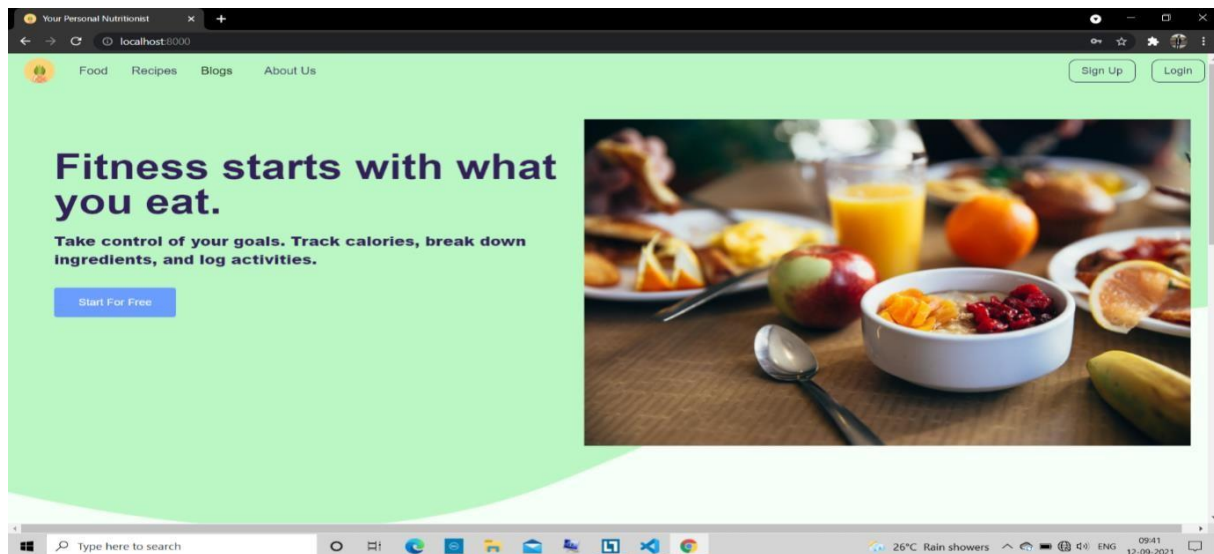 Your Personal Nutritionist
localhost:8000
Food Recipes Blogs About Us Sign Up Login
Fitness starts with what
you eat.
Take control of your goals. Track calories, break down
ingredients, and log activities.
Start For Free
Type here to search
26°C Rain showers ENG 09:41
12-09-2021